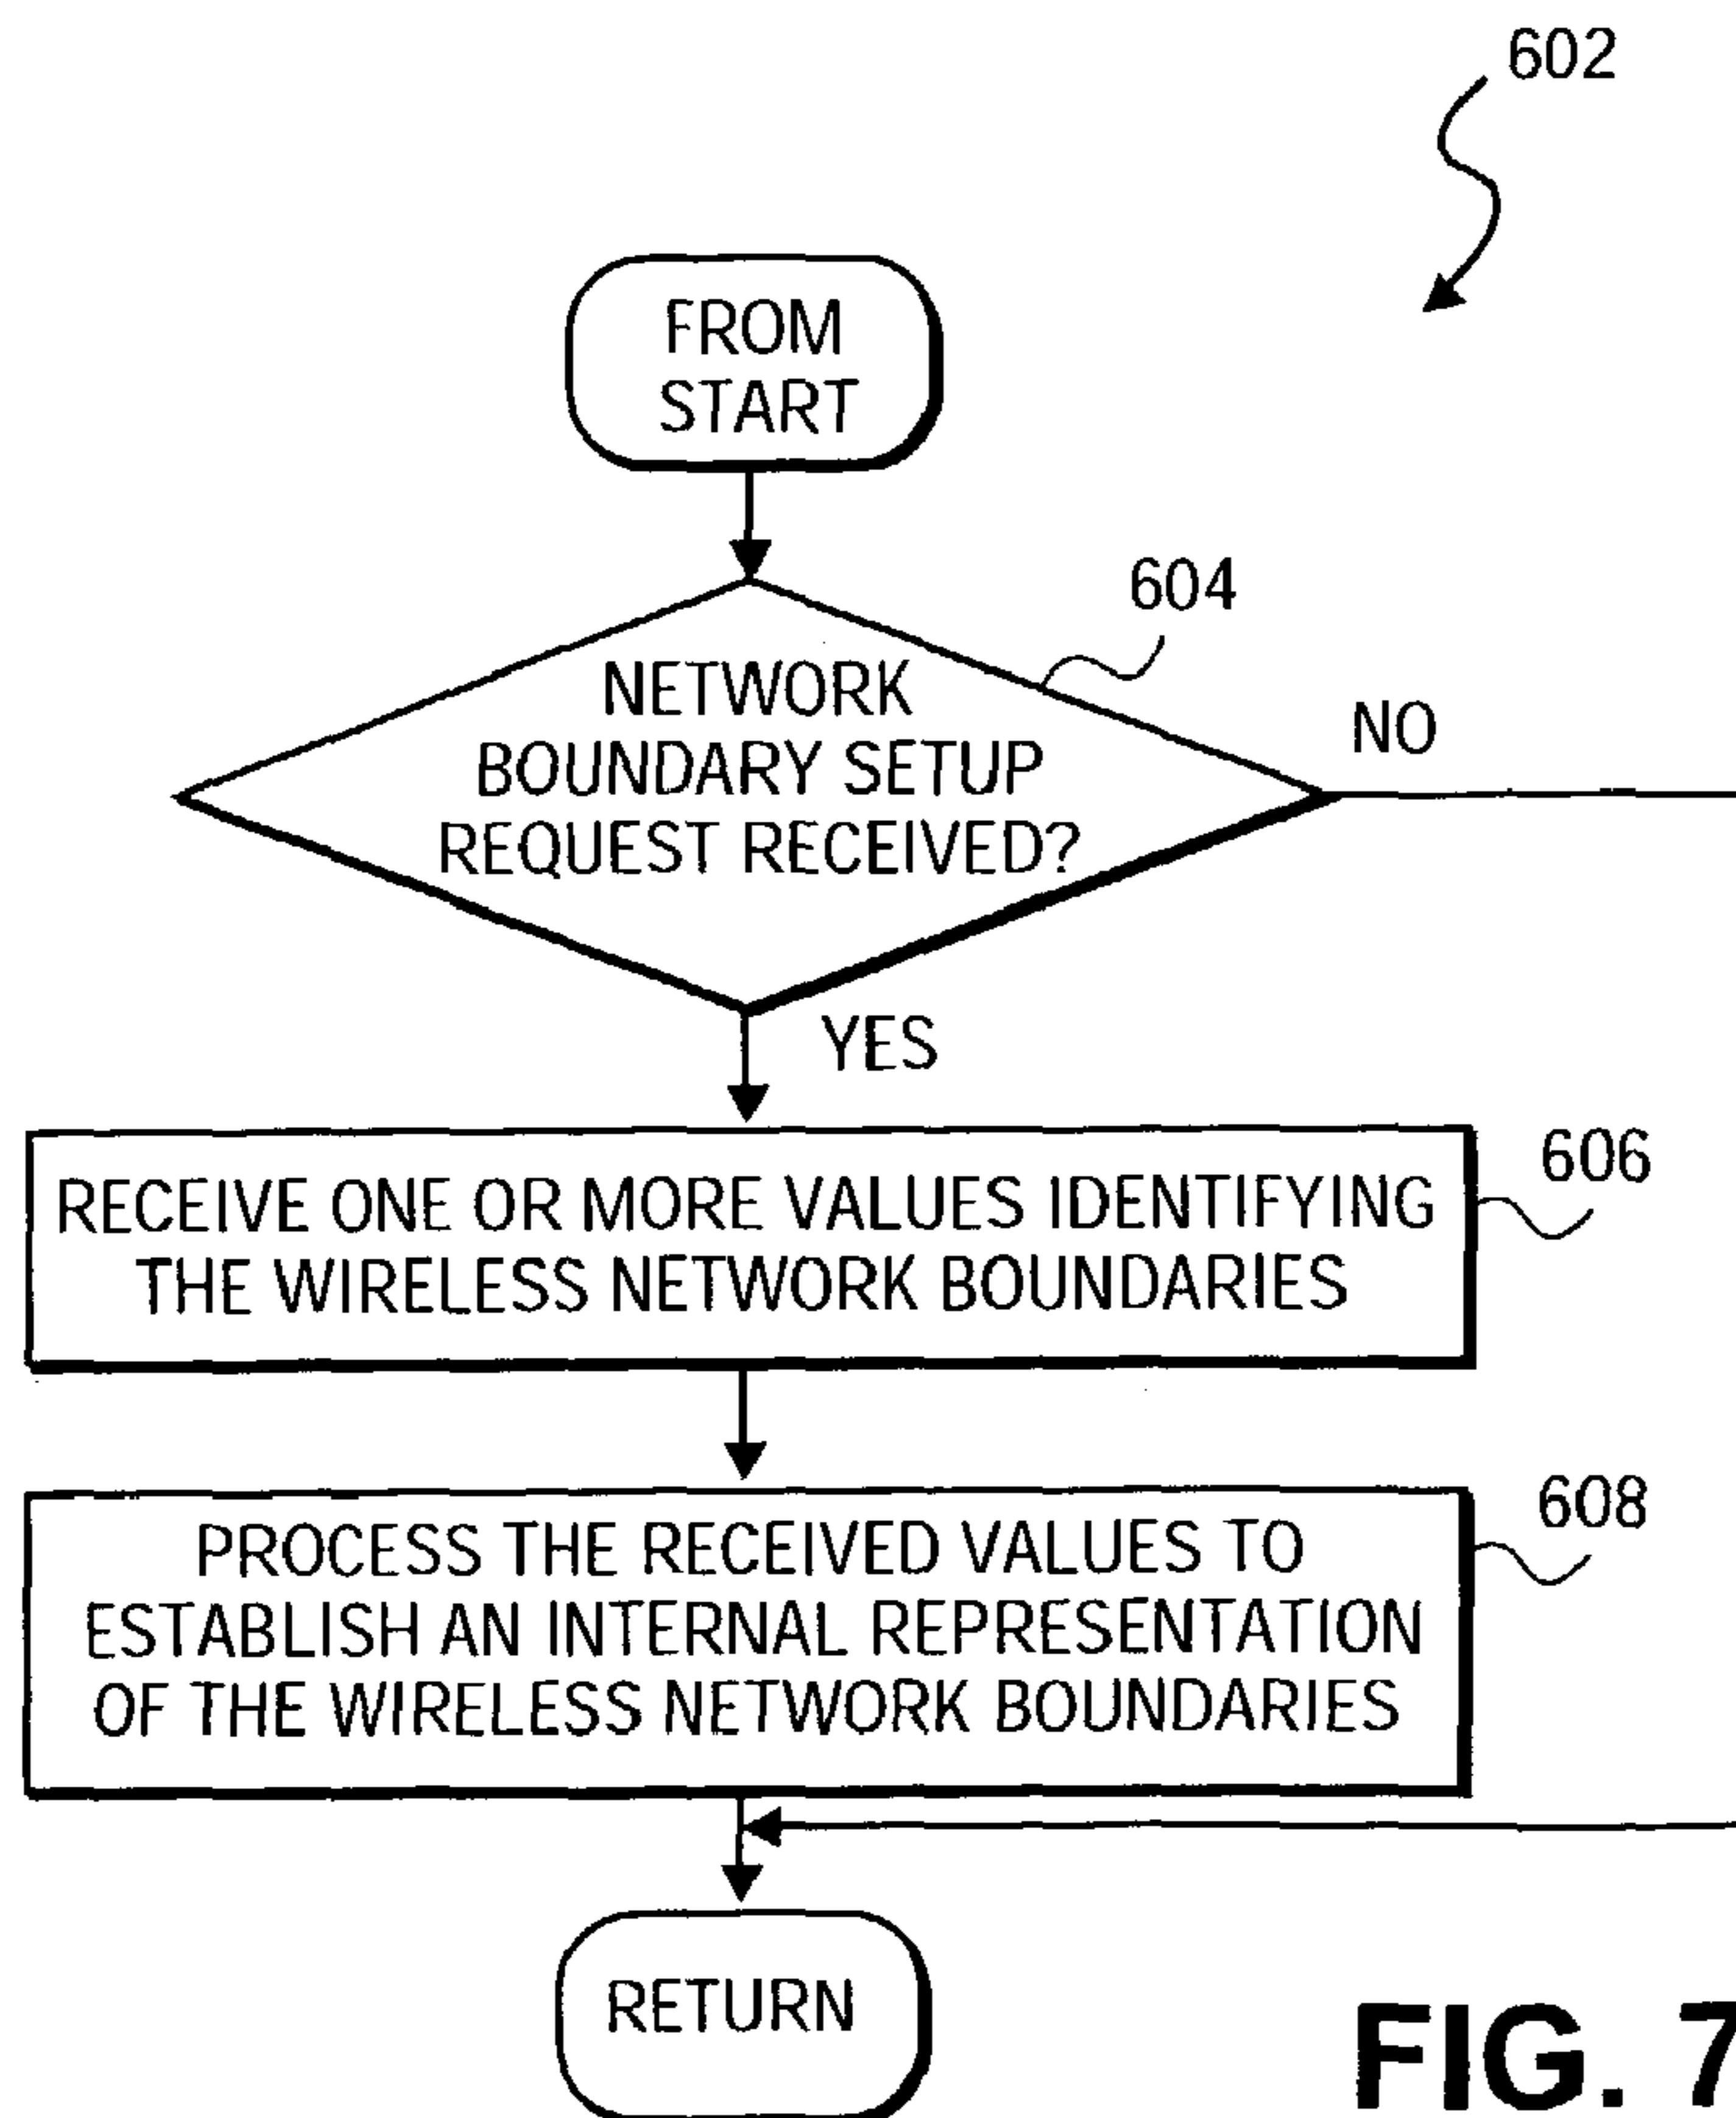 602
FROM
START
604
NETWORK
BOUNDARY SETUP
REQUEST RECEIVED?
NO
YES
606
RECEIVE ONE OR MORE VALUES IDENTIFYING
THE WIRELESS NETWORK BOUNDARIES
608
PROCESS THE RECEIVED VALUES TO
ESTABLISH AN INTERNAL REPRESENTATION
OF THE WIRELESS NETWORK BOUNDARIES
RETURN
FIG. 7